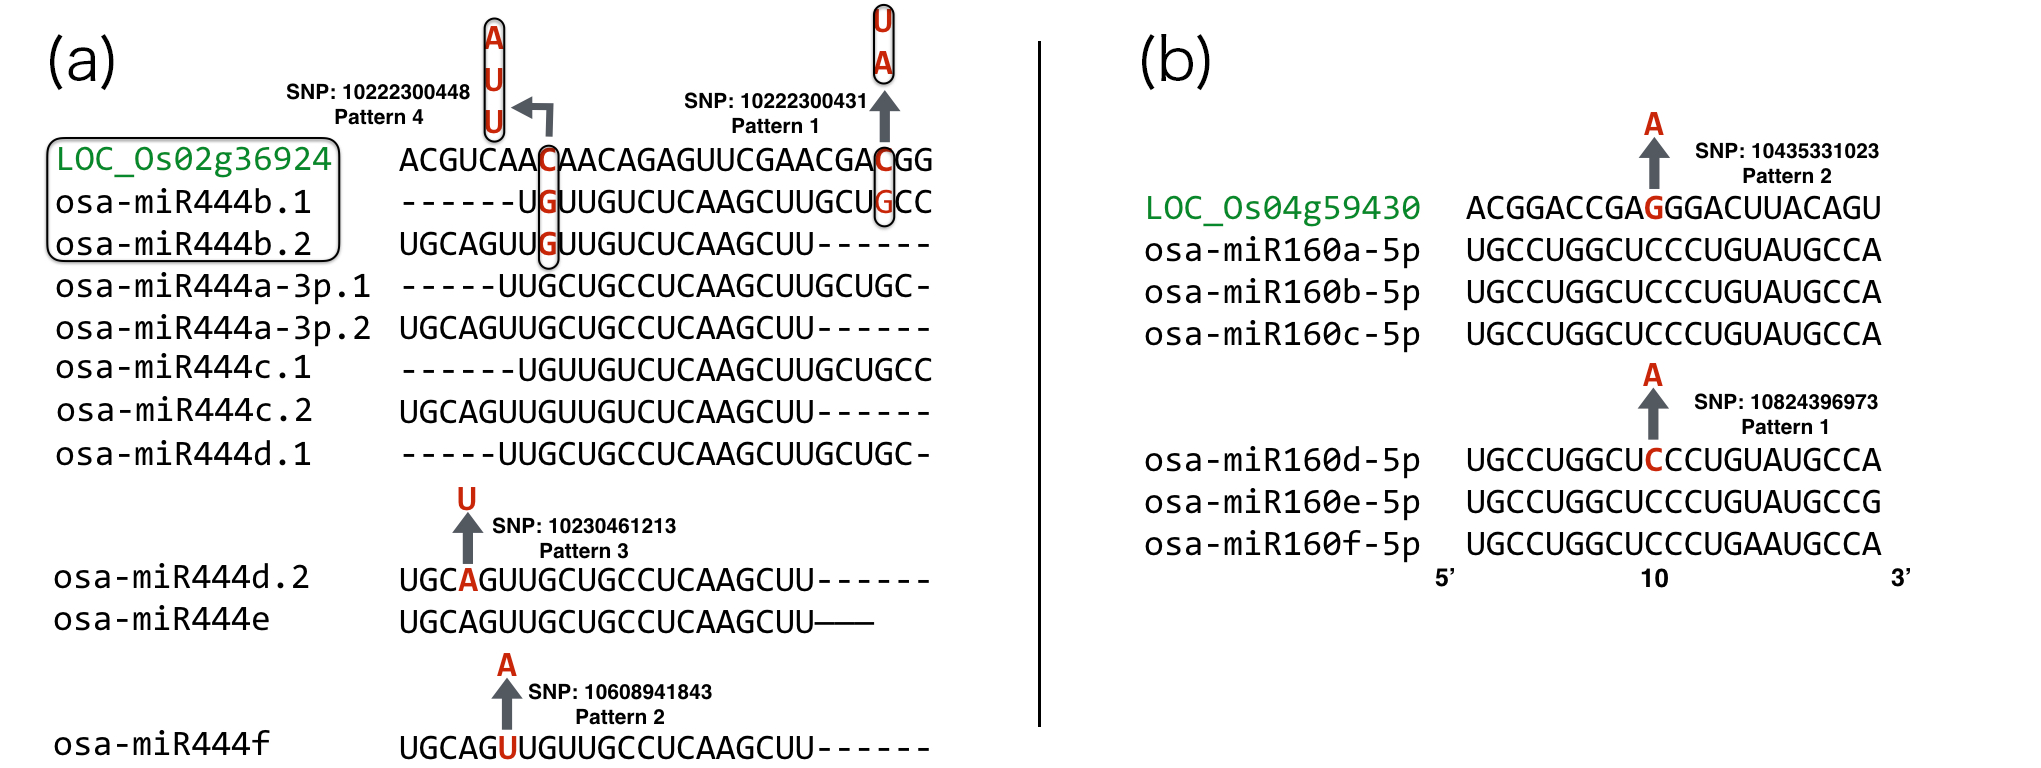 (a)
A
U
U
SNP: 10222300448
Pattern 4
U
A
SNP: 10222300431
Pattern 1
LOC_Os02g36924 ACGUCAACAACAGAGUUCGAACGACGG
osa-miR444b.1 ------UGUUGUCUCAAGCUUGCUGCC
osa-miR444b.2 UGCAGUUGUUGUCUCAAGCUU------
osa-miR444a-3p.1 -----UUGCUGCCUCAAGCUUGCUGC-
osa-miR444a-3p.2 UGCAGUUGCUGCCUCAAGCUU------
osa-miR444c.1 ------UGUUGUCUCAAGCUUGCUGCC
osa-miR444c.2 UGCAGUUGUUGUCUCAAGCUU------
osa-miR444d.1 -----UUGCUGCCUCAAGCUUGCUGC-
U
SNP: 10230461213
Pattern 3
osa-miR444d.2 UGCAGUUGCUGCCUCAAGCUU------
osa-miR444e UGCAGUUGCUGCCUCAAGCUU———
A
SNP: 10608941843
Pattern 2
osa-miR444f UGCAGUUGUUGCCUCAAGCUU------
(b)
A
SNP: 10435331023
Pattern 2
LOC_Os04g59430 ACGGACCGAGGGACUUACAGU
osa-miR160a-5p UGCCUGGCUCCCUGUAUGCCA
osa-miR160b-5p UGCCUGGCUCCCUGUAUGCCA
osa-miR160c-5p UGCCUGGCUCCCUGUAUGCCA
A
SNP: 10824396973
Pattern 1
osa-miR160d-5p UGCCUGGCUCCCUGUAUGCCA
osa-miR160e-5p UGCCUGGCUCCCUGUAUGCCG
osa-miR160f-5p UGCCUGGCUCCCUGAAUGCCA
5’ 10 3’